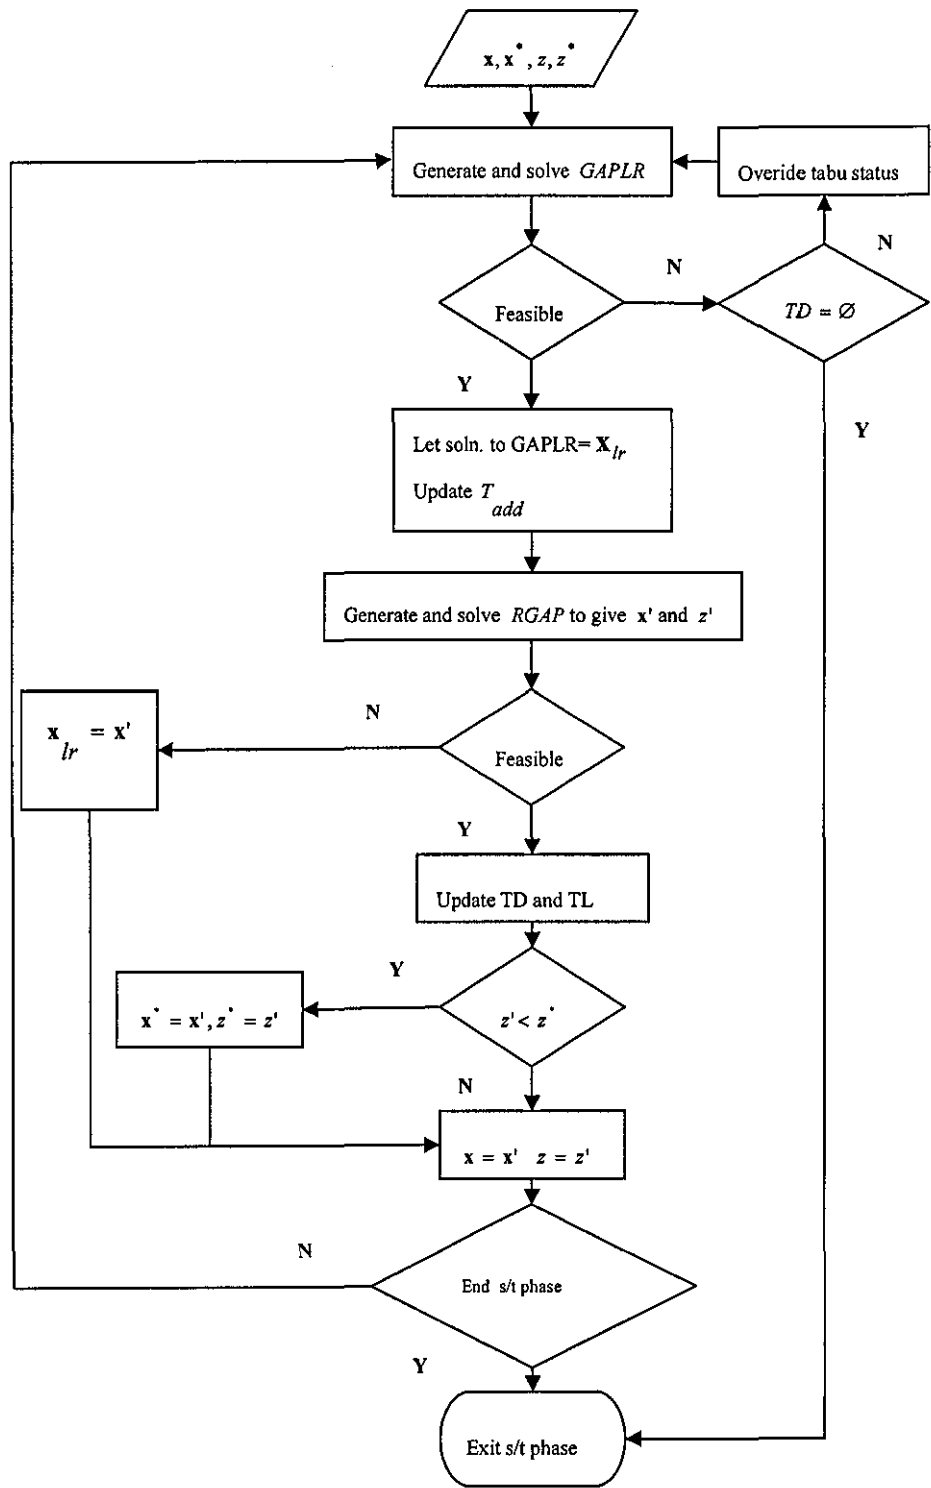 x, x*, z, z*
Generate and solve GAPLR
Overide tabu status
N
N
Feasible
TD = Ø
Y
Y
Let soln. to GAPLR= X_lr
Update T_add
Generate and solve RGAP to give x' and z'
N
x_lr = x'
Feasible
Y
Update TD and TL
Y
x* = x', z* = z'
z' < z*
N
x = x' z = z'
N
End s/t phase
Y
Exit s/t phase